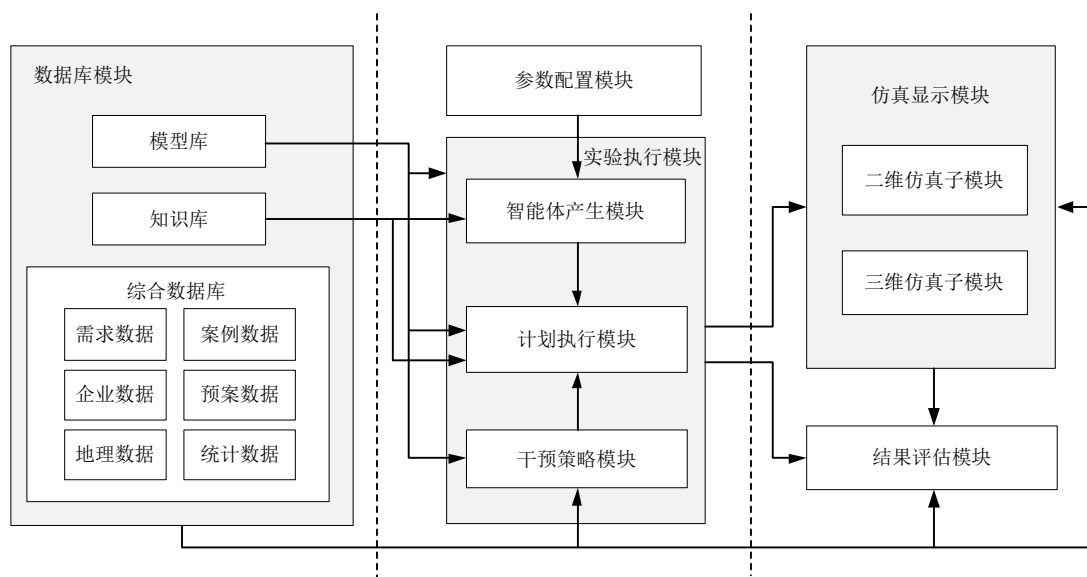 数据库模块
模型库
知识库
综合数据库
需求数据
案例数据
企业数据
预案数据
地理数据
统计数据
参数配置模块
实验执行模块
智能体产生模块
计划执行模块
干预策略模块
仿真显示模块
二维仿真子模块
三维仿真子模块
结果评估模块